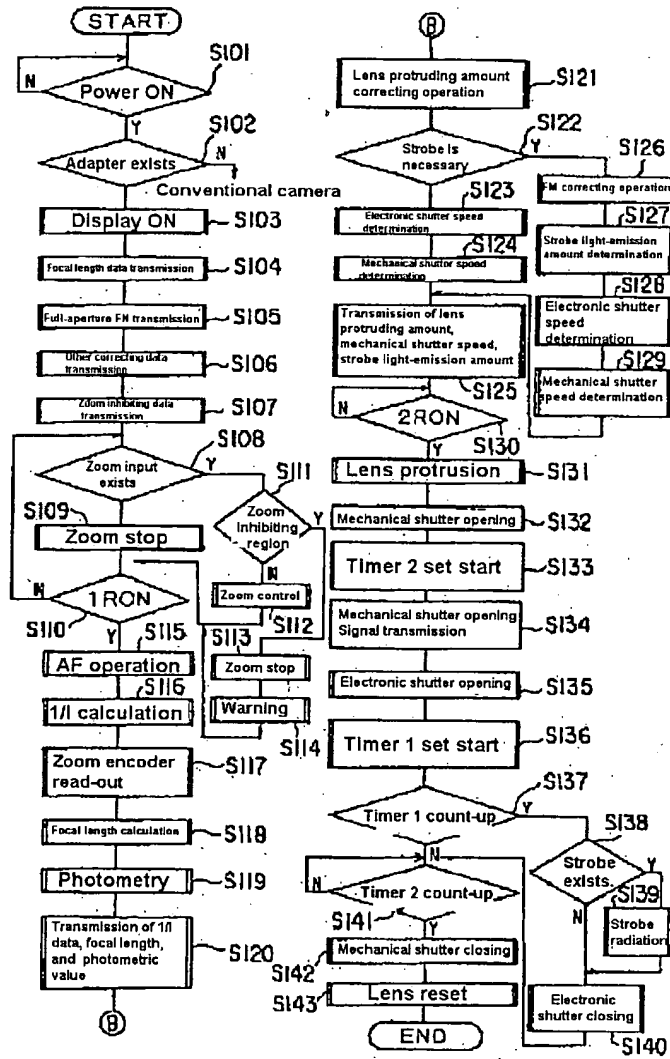 START
S101
N
Power ON
Y
S102
Adapter exists
N
Conventional camera
Display ON
S103
Focal length data transmission
S104
Full-aperture FN transmission
S105
Other correcting data
transmission
S106
Zoom inhibiting data
transmission
S107
S108
Zoom input
exists
Y
S111
Zoom
inhibiting
region
Y
S109
Zoom stop
N
N
Zoom control
1 RON
S110
S112
Y
S115
S113
AF operation
Zoom stop
S116
1/l calculation
Warning
S114
Zoom encoder
read-out
S117
Focal length calculation
S118
Photometry
S119
Transmission of 1/l
data, focal length,
and photometric
value
S120
B
B
Lens protruding amount
correcting operation
S121
S122
Strobe is
necessary
Y
S126
N
S123
FM correcting operation
Electronic shutter speed
determination
S127
S124
Strobe light-emission
amount determination
Mechanical shutter speed
determination
S128
Transmission of lens
protruding amount,
mechanical shutter speed,
strobe light-emission amount
Electronic shutter
speed
determination
S129
S125
Mechanical shutter
speed determination
N
2 RON
S130
Y
Lens protrusion
S131
Mechanical shutter opening
S132
Timer 2 set start
S133
Mechanical shutter opening
Signal transmission
S134
Electronic shutter opening
S135
Timer 1 set start
S136
S137
Timer 1 count-up
Y
S138
N
Strobe
exists
Y
N
Timer 2 count-up
N
S139
S141
Y
Strobe
radiation
Mechanical shutter closing
S142
S143
Lens reset
Electronic
shutter closing
END
S140